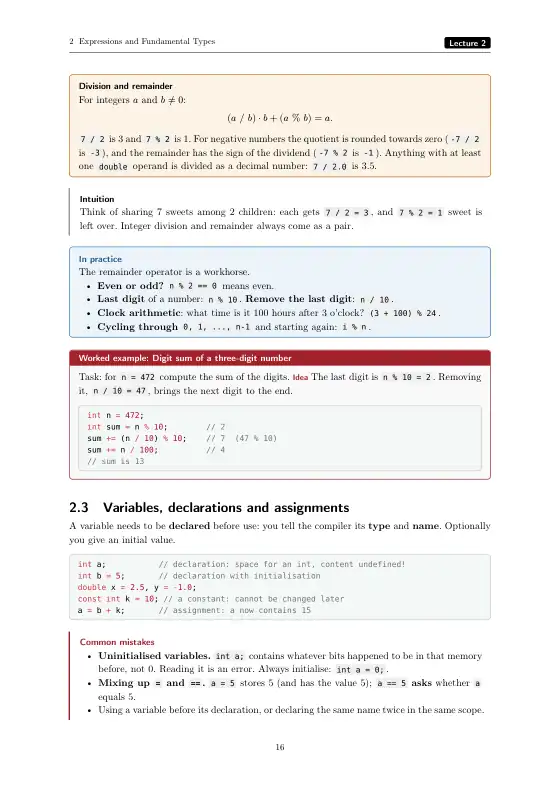 2 Expressions and Fundamental Types
Lecture 2
Division and remainder
For integers a and b ≠ 0:
(a / b) · b + (a % b) = a.
7 / 2 is 3 and 7 % 2 is 1. For negative numbers the quotient is rounded towards zero ( -7 / 2
is -3 ), and the remainder has the sign of the dividend ( -7 % 2 is -1 ). Anything with at least
one double operand is divided as a decimal number: 7 / 2.0 is 3.5.
Intuition
Think of sharing 7 sweets among 2 children: each gets 7 / 2 = 3 , and 7 % 2 = 1 sweet is
left over. Integer division and remainder always come as a pair.
In practice
The remainder operator is a workhorse.
• Even or odd? n % 2 == 0 means even.
• Last digit of a number: n % 10 . Remove the last digit: n / 10 .
• Clock arithmetic: what time is it 100 hours after 3 o'clock? (3 + 100) % 24 .
• Cycling through 0, 1, ..., n-1 and starting again: i % n .
Worked example: Digit sum of a three-digit number
Task: for n = 472 compute the sum of the digits. Idea The last digit is n % 10 = 2 . Removing
it, n / 10 = 47 , brings the next digit to the end.
int n = 472;
int sum = n % 10; // 2
sum += (n / 10) % 10; // 7 (47 % 10)
sum += n / 100; // 4
// sum is 13
2.3 Variables, declarations and assignments
A variable needs to be declared before use: you tell the compiler its type and name. Optionally
you give an initial value.
int a; // declaration: space for an int, content undefined!
int b = 5; // declaration with initialisation
double x = 2.5, y = -1.0;
const int k = 10; // a constant: cannot be changed later
a = b + k; // assignment: a now contains 15
Common mistakes
• Uninitialised variables. int a; contains whatever bits happened to be in that memory
before, not 0. Reading it is an error. Always initialise: int a = 0; .
• Mixing up = and ==. a = 5 stores 5 (and has the value 5); a == 5 asks whether a
equals 5.
• Using a variable before its declaration, or declaring the same name twice in the same scope.
16